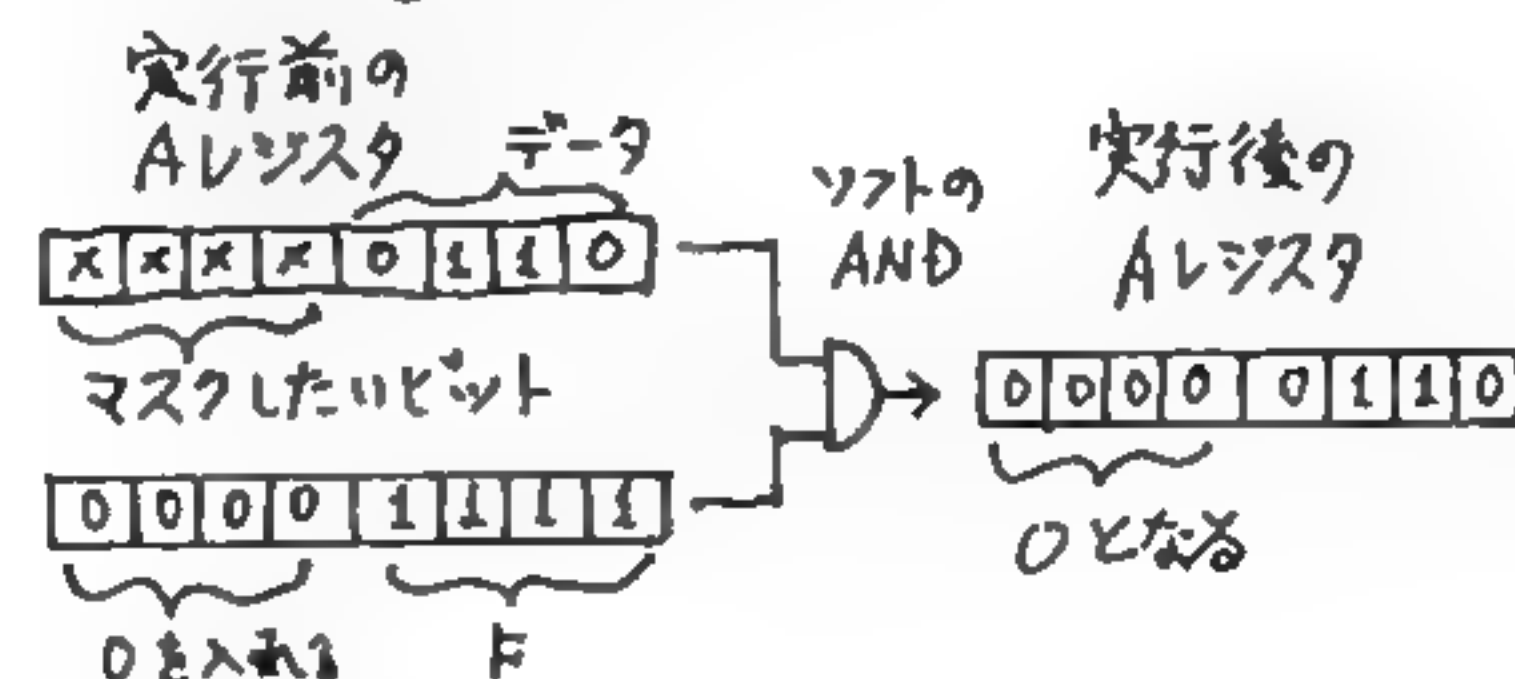 実行前の
Aレジスタ
データ
x x x x 0 1 1 0
マスクしたいビット
0 0 0 0 1 1 1 1
0を入れる
F
ソフトの
AND
実行後の
Aレジスタ
0 0 0 0 0 1 1 0
0となる